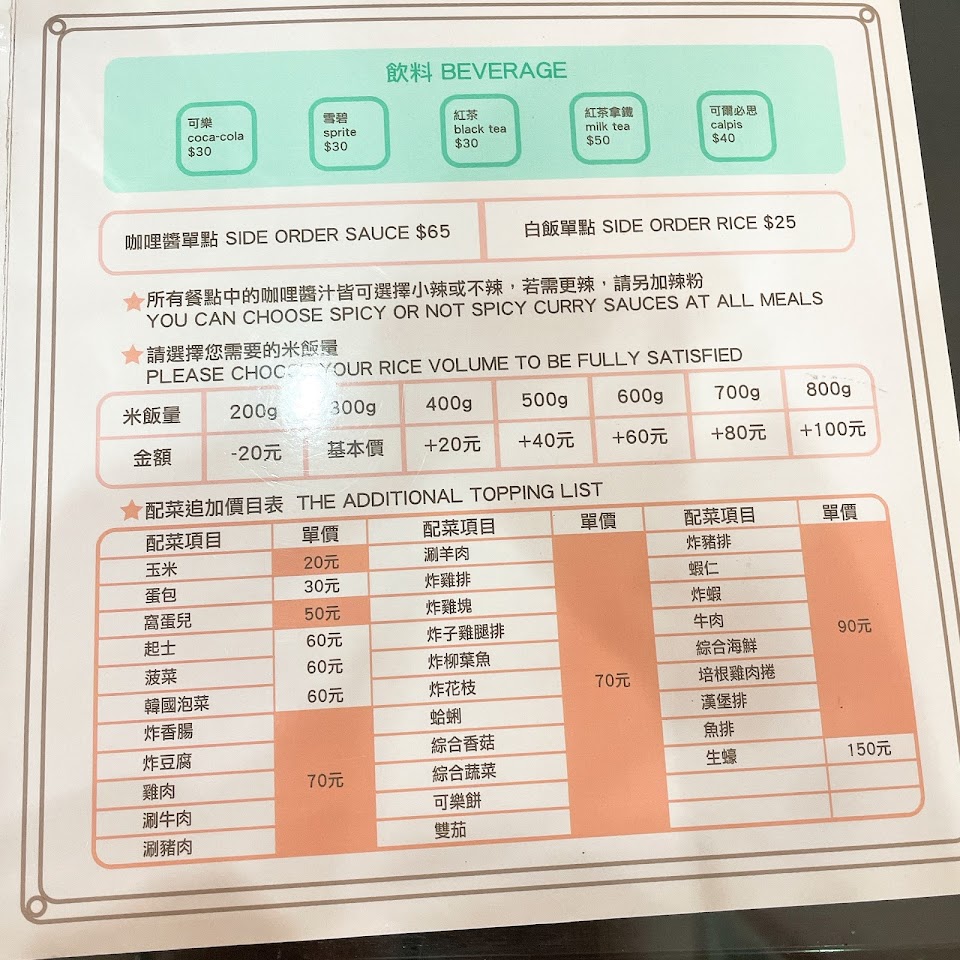 飲料 BEVERAGE
可樂
coca-cola
$30
雪碧
sprite
$30
紅茶
black tea
$30
紅茶拿鐵
milk tea
$50
可爾必思
calpis
$40
咖哩醬單點 SIDE ORDER SAUCE $65
白飯單點 SIDE ORDER RICE $25
所有餐點中的咖哩醬汁皆可選擇小辣或不辣，若需更辣，請另加辣粉
YOU CAN CHOOSE SPICY OR NOT SPICY CURRY SAUCES AT ALL MEALS
請選擇您需要的米飯量
PLEASE CHOOSE YOUR RICE VOLUME TO BE FULLY SATISFIED
米飯量 200g 300g 400g 500g 600g 700g 800g
金額 -20元 基本價 +20元 +40元 +60元 +80元 +100元
配菜追加價目表 THE ADDITIONAL TOPPING LIST
配菜項目 單價
玉米 20元
蛋包 30元
窩蛋兒 50元
起士 60元
菠菜 60元
韓國泡菜 60元
炸香腸
炸豆腐
雞肉 70元
涮牛肉
涮豬肉
配菜項目 單價
涮羊肉
炸雞排
炸雞塊
炸子雞腿排
炸柳葉魚
炸花枝 70元
蛤蜊
綜合香菇
綜合蔬菜
可樂餅
雙茄
配菜項目 單價
炸豬排
蝦仁
炸蝦
牛肉 90元
綜合海鮮
培根雞肉捲
漢堡排
魚排
生蠔 150元